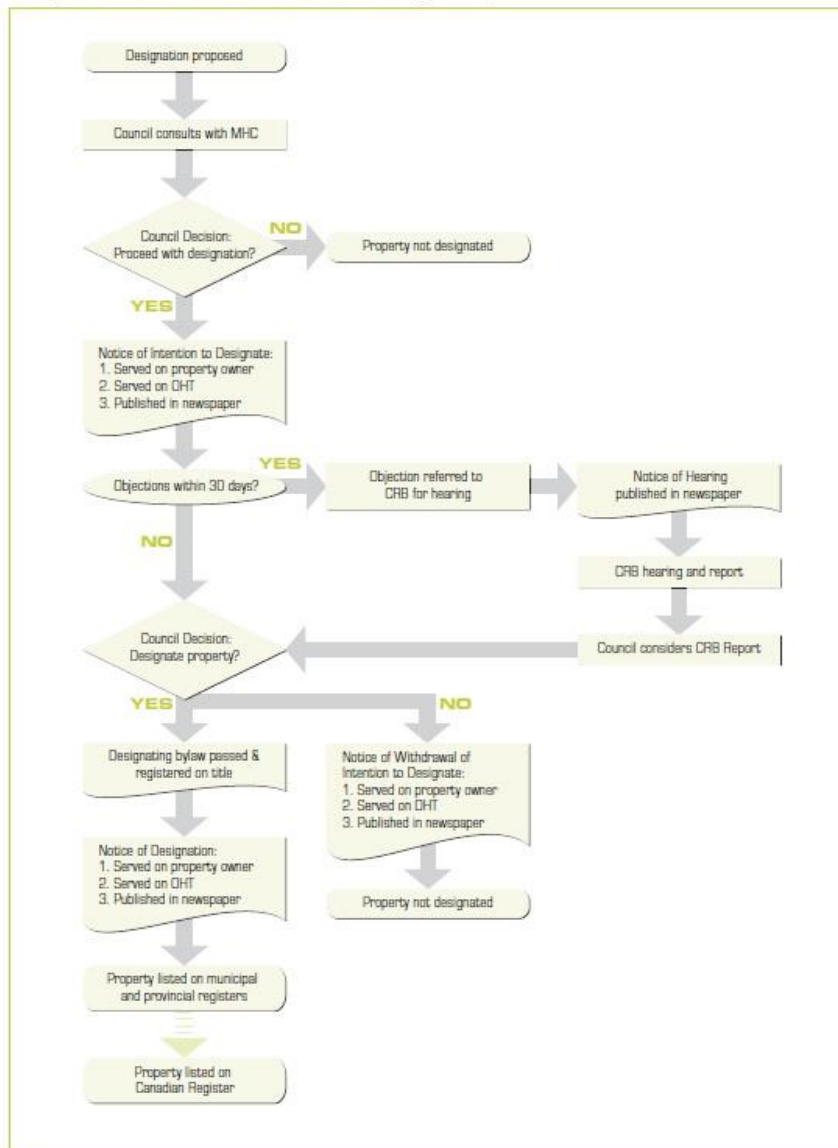 Designation proposed
Council consults with MHC
Council Decision:
Proceed with designation?
NO
Property not designated
YES
Notice of Intention to Designate:
1. Served on property owner
2. Served on OHT
3. Published in newspaper
Objections within 30 days?
YES
Objection referred to
CRB for hearing
Notice of Hearing
published in newspaper
CRB hearing and report
Council considers CRB Report
NO
Council Decision:
Designate property?
YES
NO
Designating bylaw passed &
registered on title
Notice of Withdrawal of
Intention to Designate:
1. Served on property owner
2. Served on OHT
3. Published in newspaper
Notice of Designation:
1. Served on property owner
2. Served on OHT
3. Published in newspaper
Property not designated
Property listed on municipal
and provincial registers
Property listed on
Canadian Register